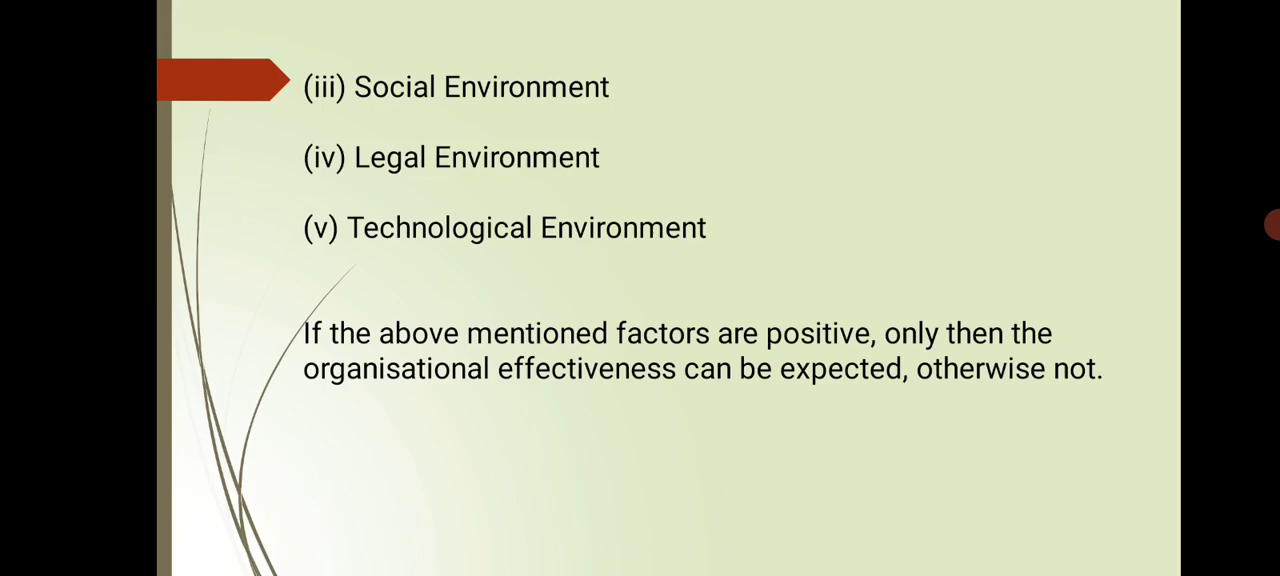 (iii) Social Environment
(iv) Legal Environment
(v) Technological Environment
If the above mentioned factors are positive, only then the
organisational effectiveness can be expected, otherwise not.